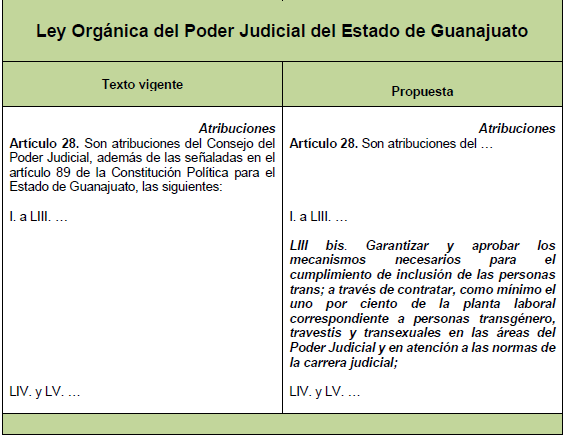 Ley Orgánica del Poder Judicial del Estado de Guanajuato
Texto vigente
Propuesta
Atribuciones
Artículo 28. Son atribuciones del Consejo del
Poder Judicial, además de las señaladas en el
artículo 89 de la Constitución Política para el
Estado de Guanajuato, las siguientes:
I. a LIII. …
LIV. y LV. …
Atribuciones
Artículo 28. Son atribuciones del …
I. a LIII. …
LIII bis. Garantizar y aprobar los
mecanismos necesarios para el
cumplimiento de inclusión de las personas
trans; a través de contratar, como mínimo el
uno por ciento de la planta laboral
correspondiente a personas transgénero,
travestis y transexuales en las áreas del
Poder Judicial y en atención a las normas de
la carrera judicial;
LIV. y LV. …